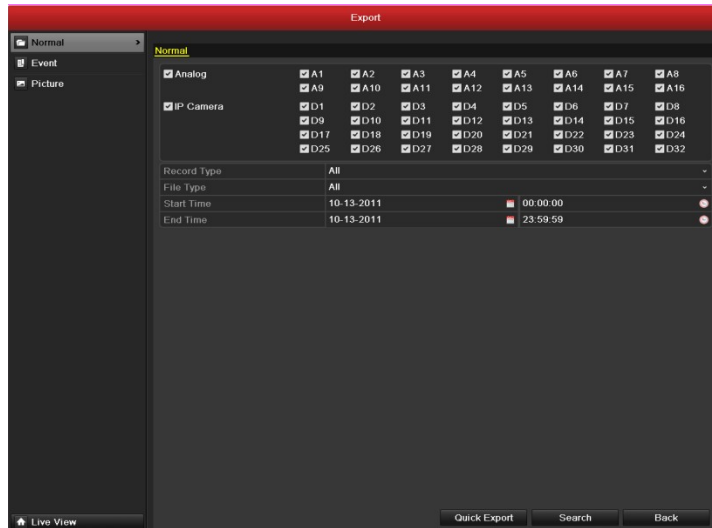 Export
Normal
Event
Picture
Normal
Analog A1 A2 A3 A4 A5 A6 A7 A8
A9 A10 A11 A12 A13 A14 A15 A16
IP Camera D1 D2 D3 D4 D5 D6 D7 D8
D9 D10 D11 D12 D13 D14 D15 D16
D17 D18 D19 D20 D21 D22 D23 D24
D25 D26 D27 D28 D29 D30 D31 D32
Record Type All
File Type All
Start Time 10-13-2011 00:00:00
End Time 10-13-2011 23:59:59
Live View Quick Export Search Back